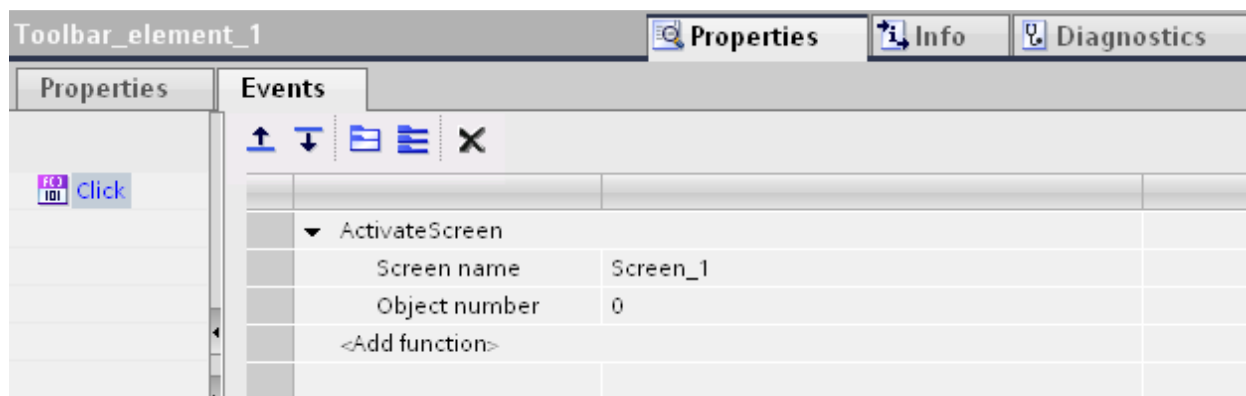 Toolbar_element_1 Properties Info Diagnostics
Properties Events
Click
ActivateScreen
Screen name Screen_1
Object number 0
<Add function>